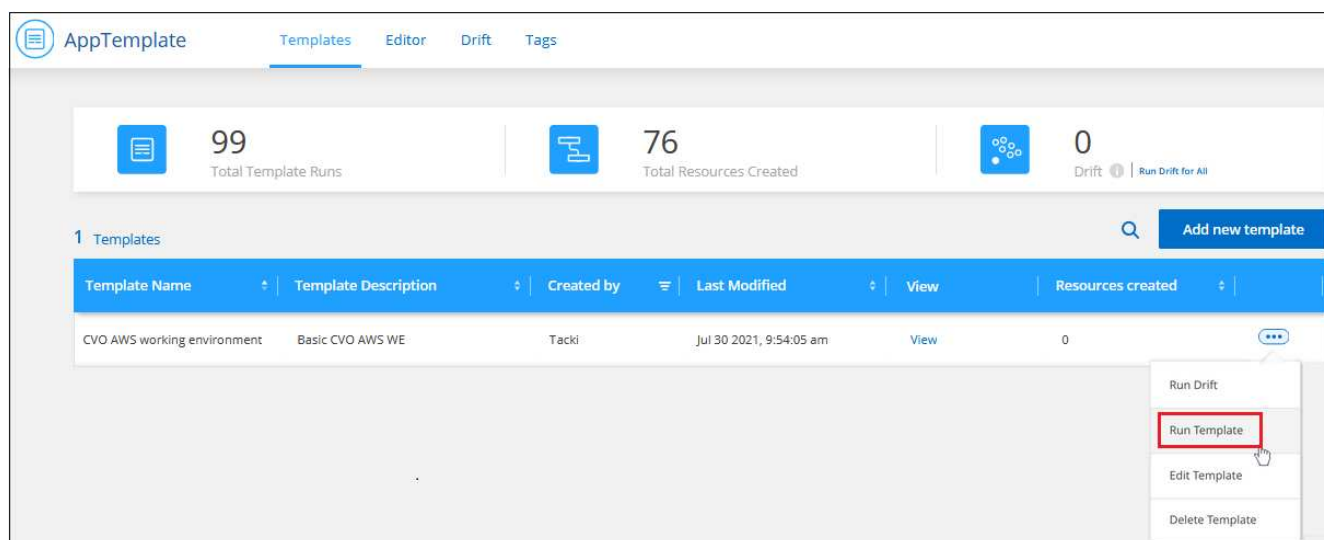 AppTemplate Templates Editor Drift Tags
99
Total Template Runs
76
Total Resources Created
0
Drift Run Drift for All
1 Templates
Add new template
Template Name Template Description Created by Last Modified View Resources created
CVO AWS working environment Basic CVO AWS WE Tacki Jul 30 2021, 9:54:05 am View 0
Run Drift
Run Template
Edit Template
Delete Template